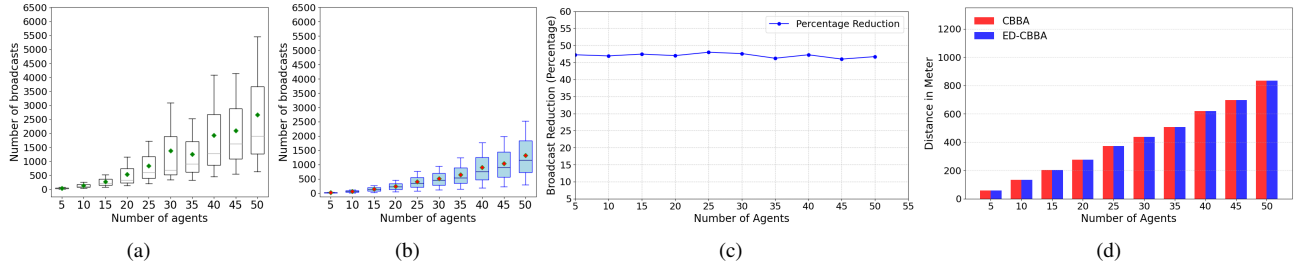 Number of broadcasts
6500
6000
5500
5000
4500
4000
3500
3000
2500
2000
1500
1000
500
0
5 10 15 20 25 30 35 40 45 50
Number of agents
(a)
Number of broadcasts
6500
6000
5500
5000
4500
4000
3500
3000
2500
2000
1500
1000
500
0
5 10 15 20 25 30 35 40 45 50
Number of agents
(b)
Broadcast Reduction (Percentage)
60
55
50
45
40
35
30
25
20
15
10
5
Percentage Reduction
5 10 15 20 25 30 35 40 45 50 55
Number of Agents
(c)
Distance in Meter
1200
1000
800
600
400
200
0
CBBA
ED-CBBA
5 10 15 20 25 30 35 40 45 50
Number of Agents
(d)